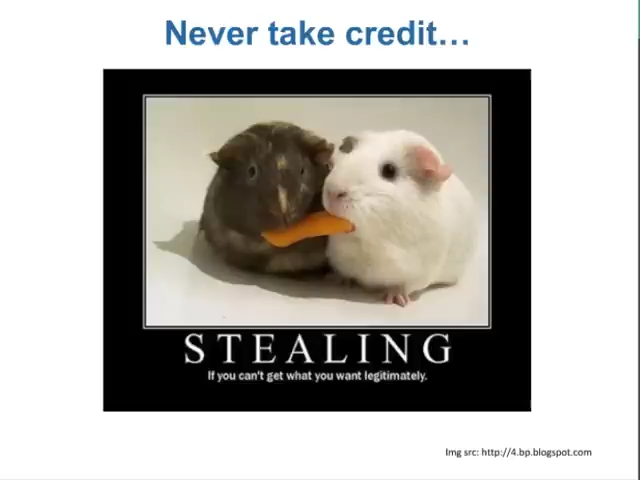 Never take credit…
STEALING
If you can't get what you want legitimately.
Img src: http://4.bp.blogspot.com